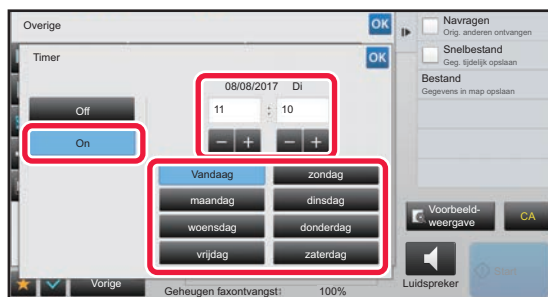 Overige
OK
Timer
OK
08/08/2017 Di
11 : 10
Off
On
Vandaag
zondag
maandag
dinsdag
woensdag
donderdag
vrijdag
zaterdag
Vorige
Geheugen faxontvangst: 100%
Navragen
Orig. anderen ontvangen
Snelbestand
Geg. tijdelijk opslaan
Bestand
Gegevens in map opslaan
Voorbeeld-
weergave
CA
Luidspreker
Start